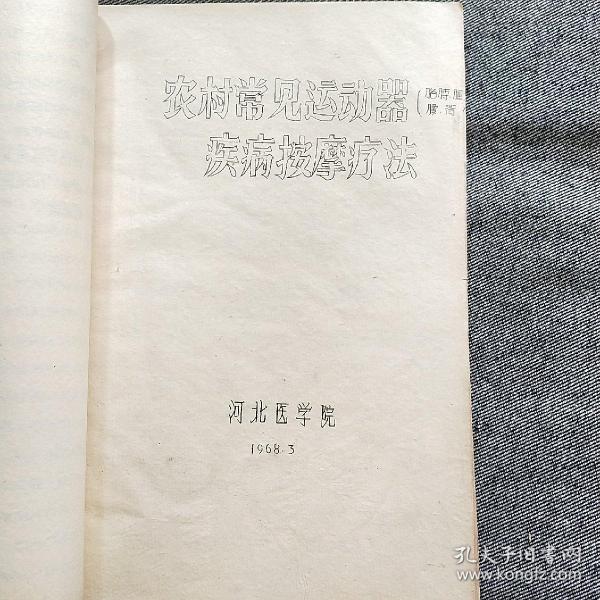 农村常见运动器
疾病按摩疗法
河北医学院
1968.3
孔夫子旧书网
www.kongfz.com